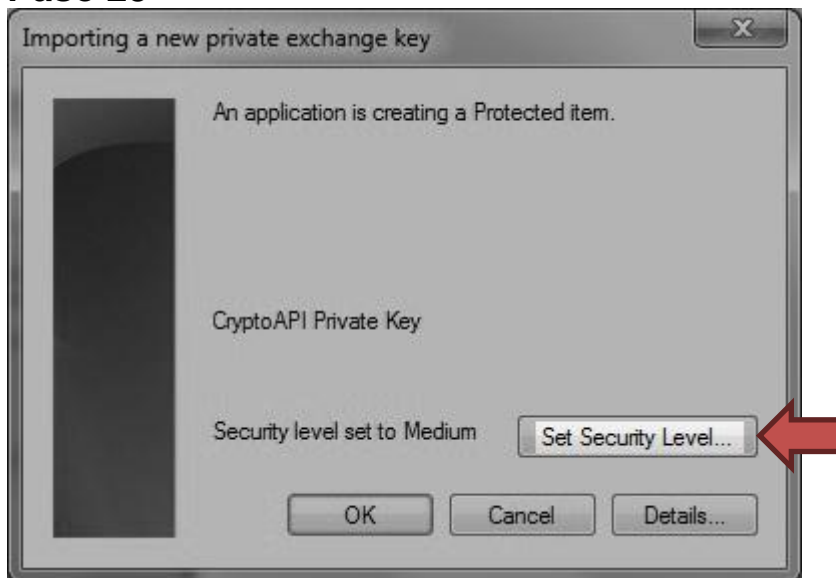 Importing a new private exchange key
An application is creating a Protected item.
CryptoAPI Private Key
Security level set to Medium
Set Security Level...
OK
Cancel
Details...